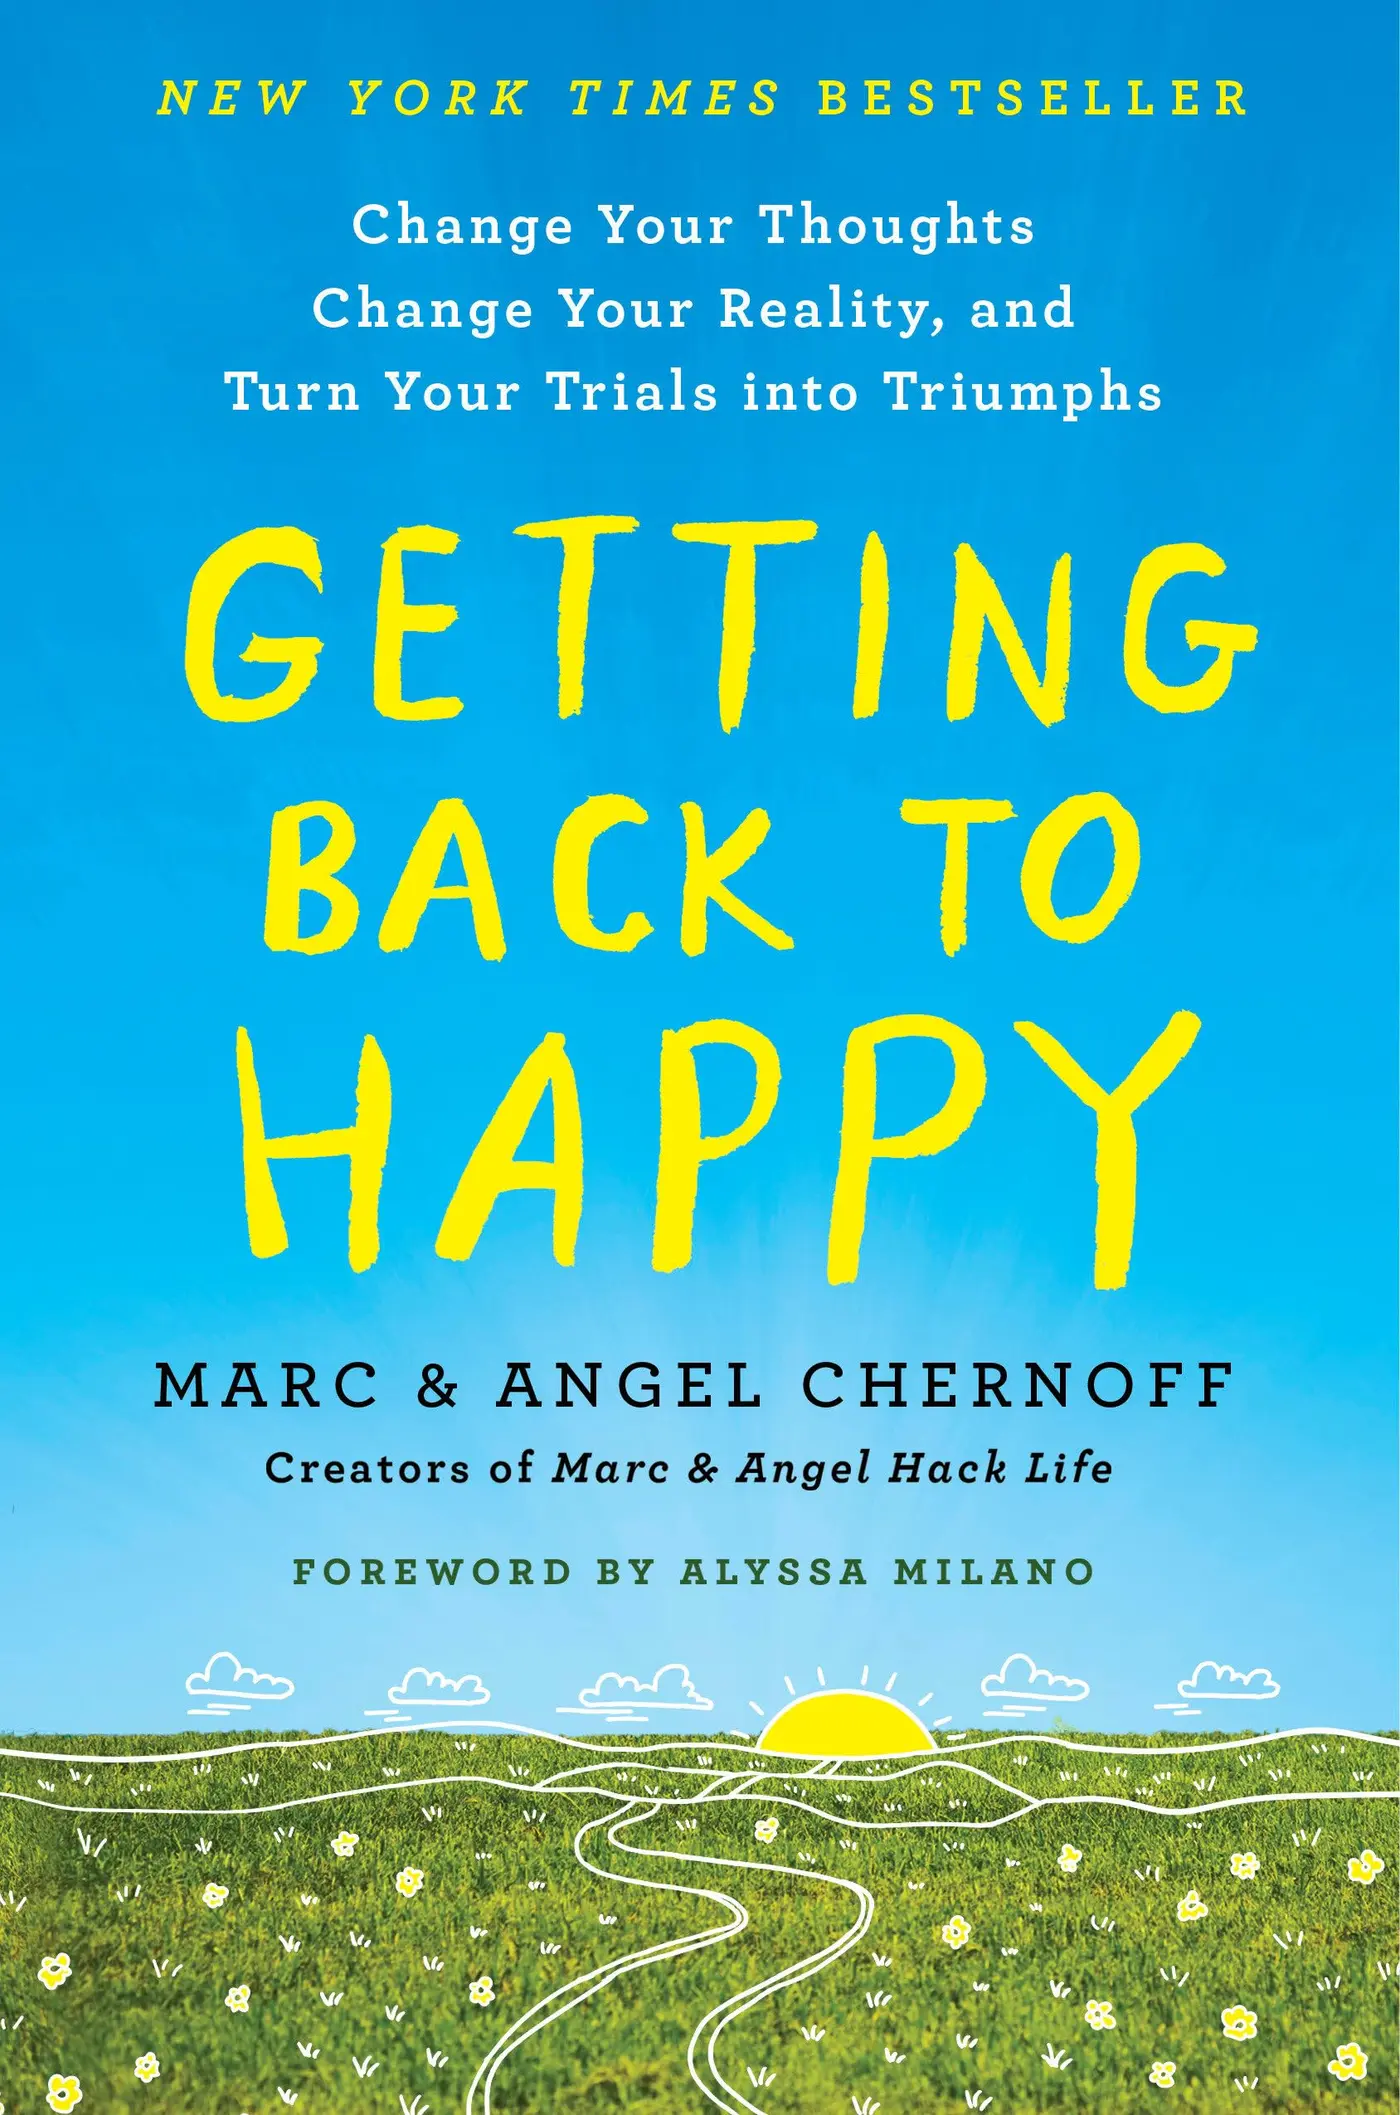 NEW YORK TIMES BESTSELLER
Change Your Thoughts
Change Your Reality, and
Turn Your Trials into Triumphs
GETTING
BACK TO
HAPPY
MARC & ANGEL CHERNOFF
Creators of Marc & Angel Hack Life
FOREWORD BY ALYSSA MILANO